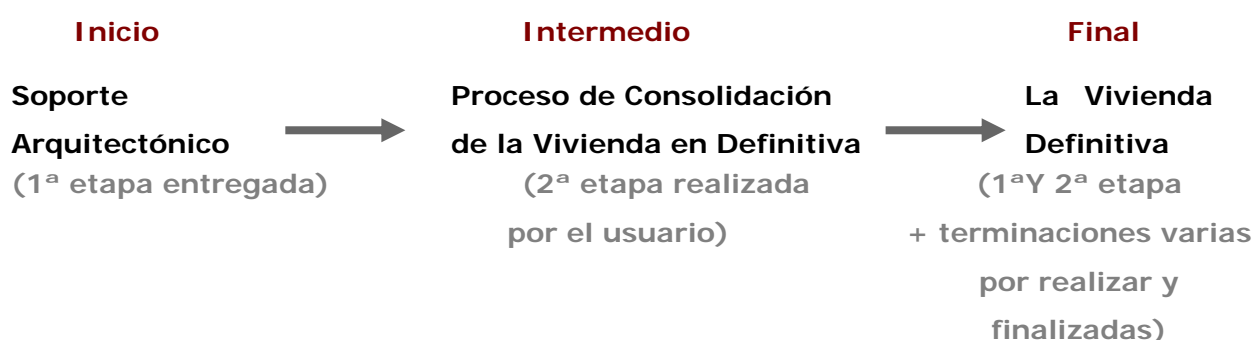 Inicio
Soporte
Arquitectónico
(1ª etapa entregada)
Intermedio
Proceso de Consolidación
de la Vivienda en Definitiva
(2ª etapa realizada
por el usuario)
Final
La Vivienda
Definitiva
(1ªY 2ª etapa
+ terminaciones varias
por realizar y
finalizadas)